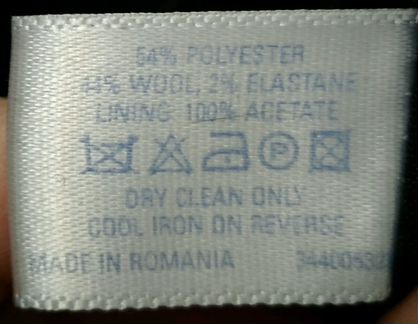 54% POLYESTER
44% WOOL, 2% ELASTANE
LINING 100% ACETATE
P
DRY CLEAN ONLY
COOL IRON ON REVERSE
MADE IN ROMANIA